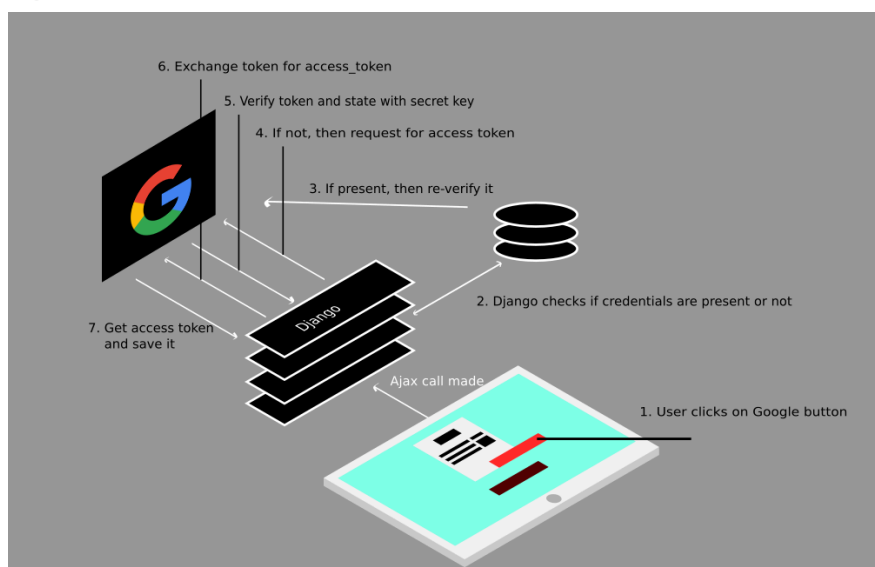 6. Exchange token for access_token
5. Verify token and state with secret key
4. If not, then request for access token
3. If present, then re-verify it
2. Django checks if credentials are present or not
Django
7. Get access token
and save it
Ajax call made
1. User clicks on Google button